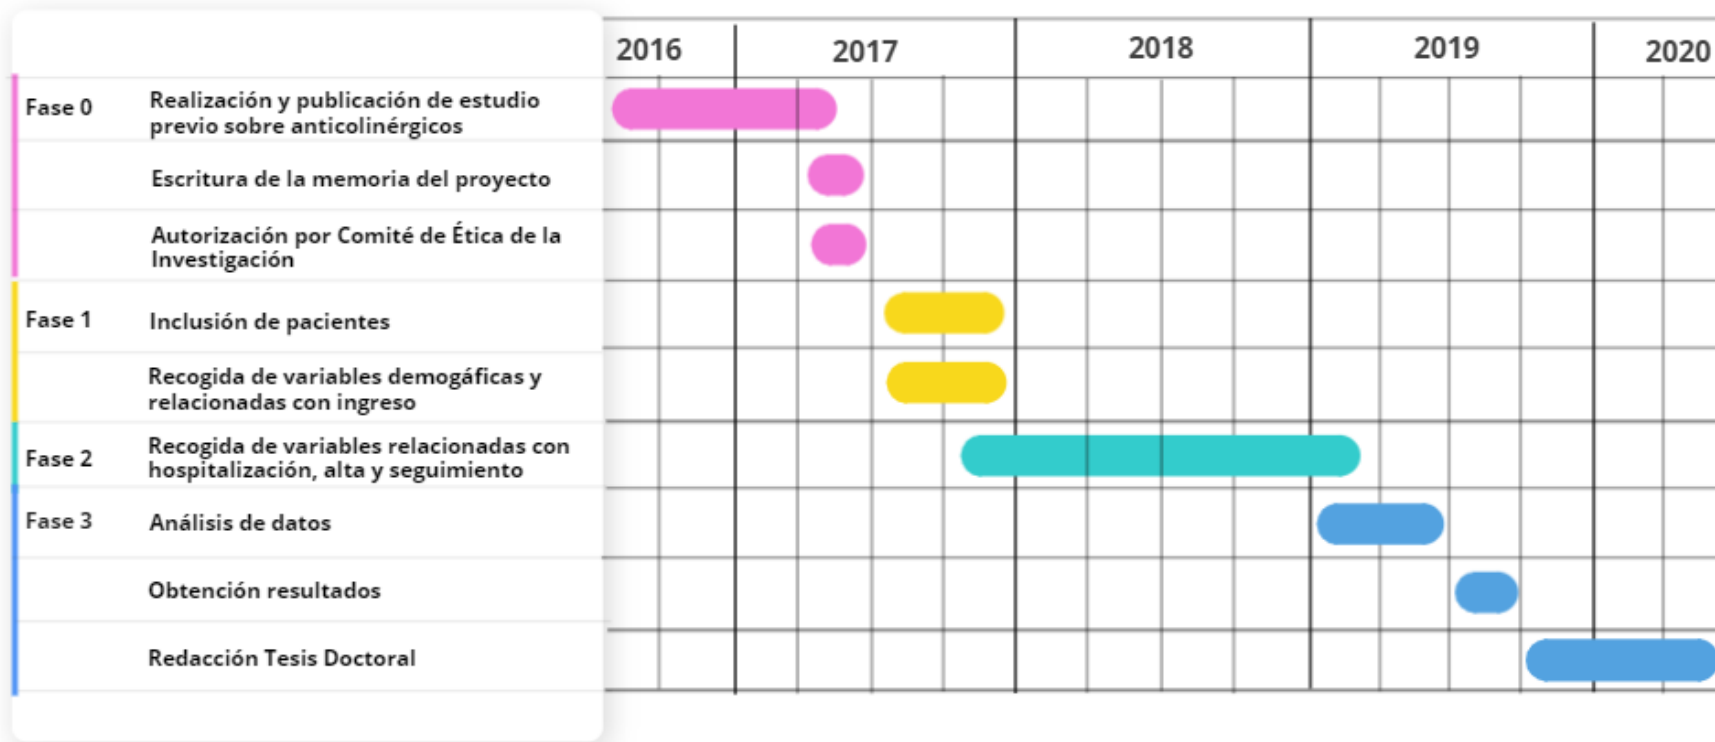 2016 2017 2018 2019 2020
Fase 0 Realización y publicación de estudio
previo sobre anticolinérgicos
Escritura de la memoria del proyecto
Autorización por Comité de Ética de la
Investigación
Fase 1 Inclusión de pacientes
Recogida de variables demogáficas y
relacionadas con ingreso
Fase 2 Recogida de variables relacionadas con
hospitalización, alta y seguimiento
Fase 3 Análisis de datos
Obtención resultados
Redacción Tesis Doctoral